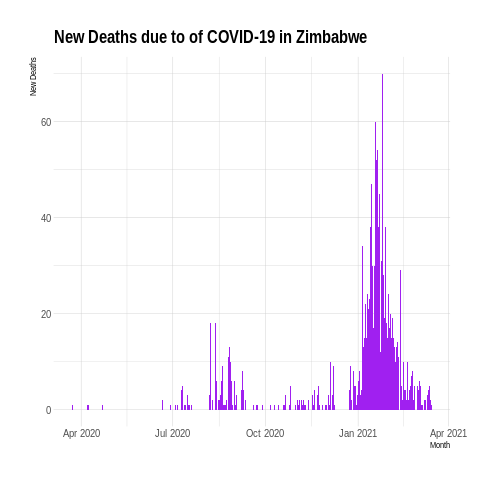 New Deaths due to of COVID-19 in Zimbabwe
New Deaths
60
40
20
0
Apr 2020 Jul 2020 Oct 2020 Jan 2021 Apr 2021
Month